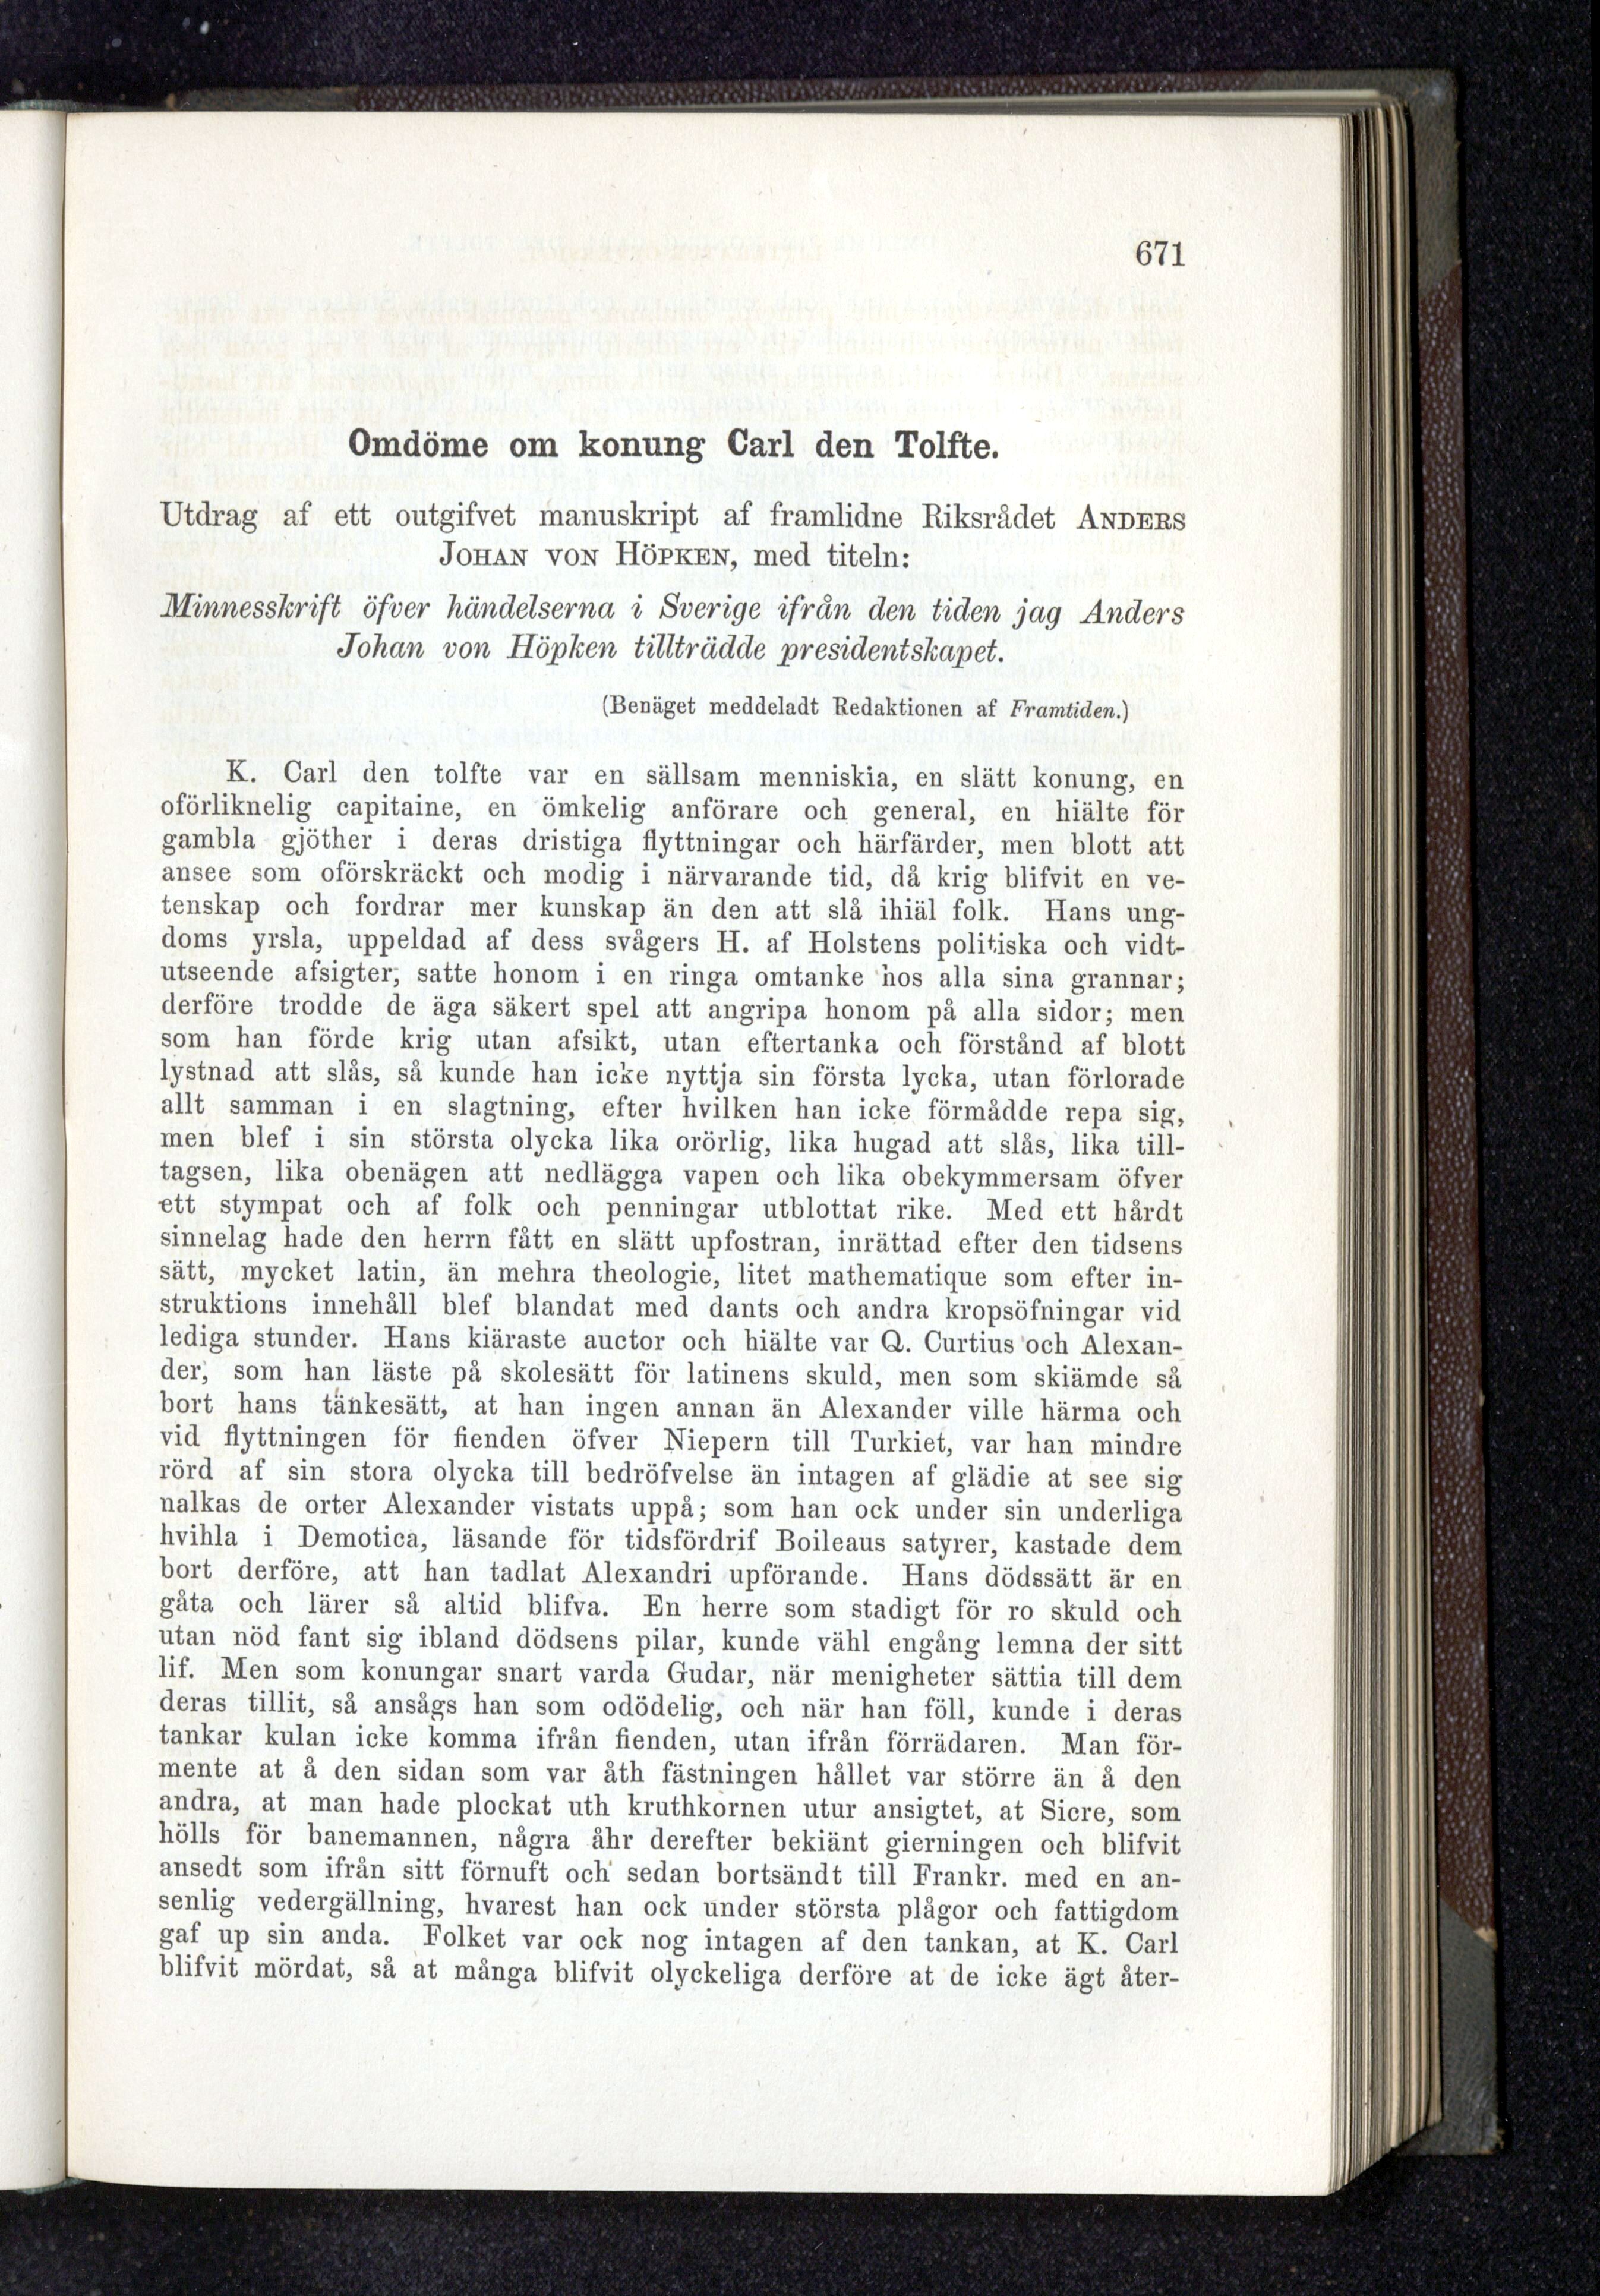 671
Omdöme om konung Carl den Tolfte.
Utdrag af ett outgifvet manuskript af framlidne Riksrådet ANDERS
JOHAN VON HÖPKEN, med titeln:
Minnesskrift öfver händelserna i Sverige ifrån den tiden jag Anders
Johan von Höpken tillträdde presidentskapet.
(Benäget meddeladt Redaktionen af Framtiden.)
K. Carl den tolfte var en sällsam menniskia, en slätt konung, en
oförliknelig capitaine, en ömkelig anförare och general, en hiälte för
gambla gjöther i deras dristiga flyttningar och härfärder, men blott att
ansee som oförskräckt och modig i närvarande tid, då krig blifvit en ve-
tenskap och fordrar mer kunskap än den att slå ihiäl folk. Hans ung-
doms yrsla, uppeldad af dess svågers H. af Holstens politiska och vidt-
utseende afsigter, satte honom i en ringa omtanke hos alla sina grannar;
derföre trodde de äga säkert spel att angripa honom på alla sidor; men
som han förde krig utan afsikt, utan eftertanka och förstånd af blott
lystnad att slås, så kunde han icke nyttja sin första lycka, utan förlorade
allt samman i en slagtning, efter hvilken han icke förmådde repa sig,
men blef i sin största olycka lika orörlig, lika hugad att slås, lika till-
tagsen, lika obenägen att nedlägga vapen och lika obekymmersam öfver
ett stympat och af folk och penningar utblottat rike. Med ett hårdt
sinnelag hade den herrn fått en slätt upfostran, inrättad efter den tidsens
sätt, mycket latin, än mehra theologie, litet mathematique som efter in-
struktions innehåll blef blandat med dants och andra kropsöfningar vid
lediga stunder. Hans kiäraste auctor och hiälte var Q. Curtius och Alexan-
der, som han läste på skolesätt för latinens skuld, men som skiämde så
bort hans tänkesätt, at han ingen annan än Alexander ville härma och
vid flyttningen för fienden öfver Niepern till Turkiet, var han mindre
rörd af sin stora olycka till bedröfvelse än intagen af glädie at see sig
nalkas de orter Alexander vistats uppå; som han ock under sin underliga
hvihla i Demotica, läsande för tidsfördrif Boileaus satyrer, kastade dem
bort derföre, att han tadlat Alexandri upförande. Hans dödssätt är en
gåta och lärer så altid blifva. En herre som stadigt för ro skuld och
utan nöd fant sig ibland dödsens pilar, kunde vähl engång lemna der sitt
lif. Men som konungar snart varda Gudar, när menigheter sättia till dem
deras tillit, så ansågs han som odödelig, och när han föll, kunde i deras
tankar kulan icke komma ifrån fienden, utan ifrån förrädaren. Man för-
mente at å den sidan som var åth fästningen hållet var större än å den
andra, at man hade plockat uth kruthkornen utur ansigtet, at Sicre, som
hölls för banemannen, några åhr derefter bekiänt gierningen och blifvit
ansedt som ifrån sitt förnuft och sedan bortsändt till Frankr. med en an-
senlig vedergällning, hvarest han ock under största plågor och fattigdom
gaf up sin anda. Folket var ock nog intagen af den tankan, at K. Carl
blifvit mördat, så at många blifvit olyckeliga derföre at de icke ägt åter-